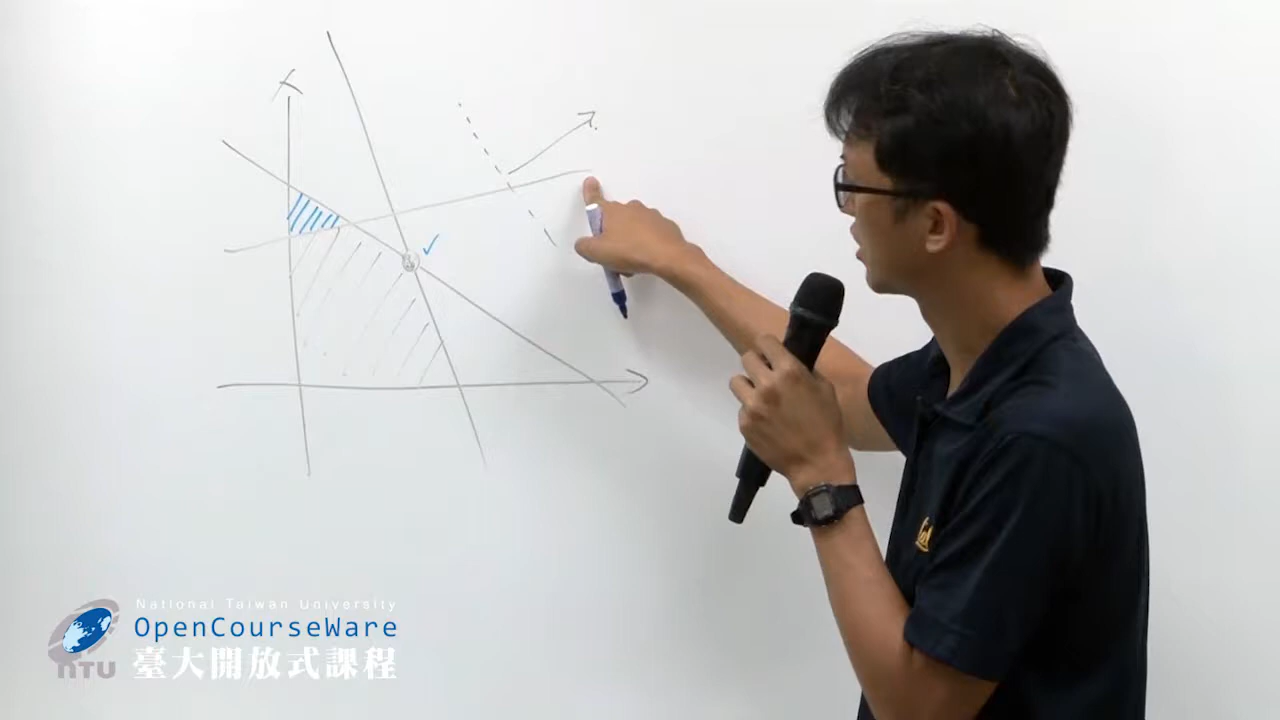 National Taiwan University
OpenCourseWare
臺大開放式課程
NTU